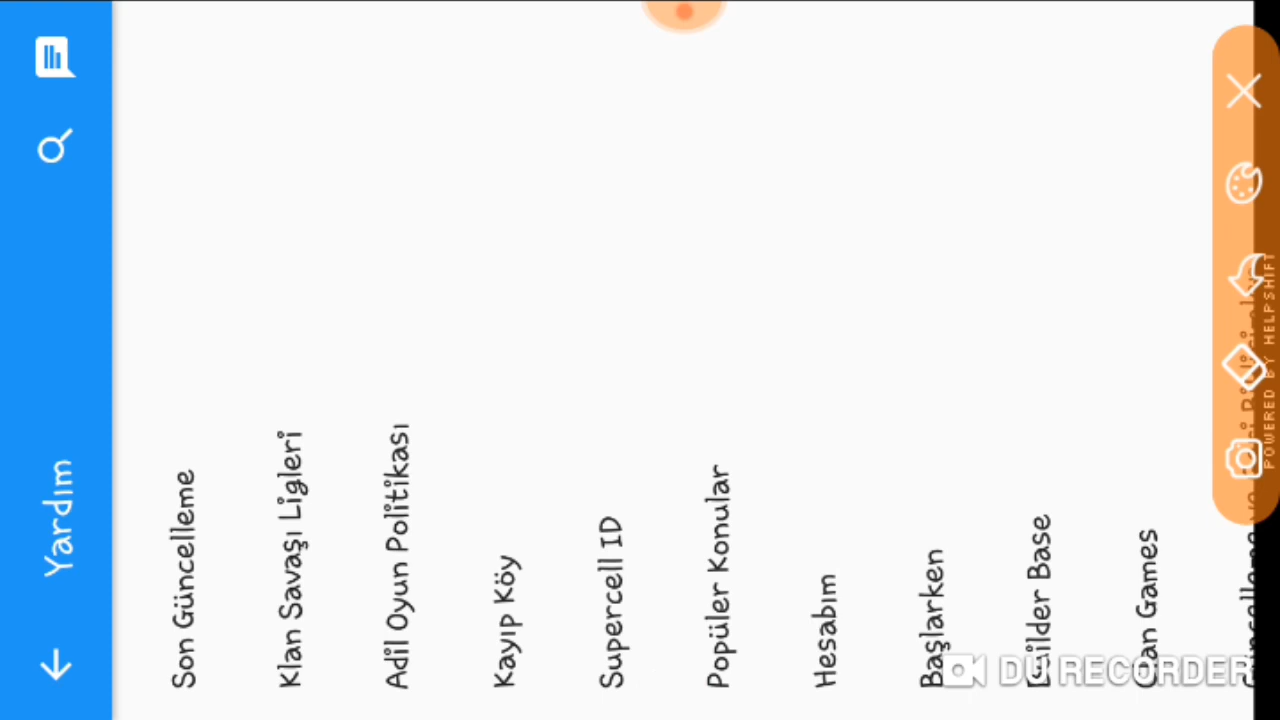 Yardım
Son Güncelleme
Klan Savaşı Ligleri
Adil Oyun Politikası
Kayıp Köy
Supercell ID
Popüler Konular
Hesabım
Başlarken
Builder Base
Clan Games
POWERED BY HELPSHIFT
DU RECORDER